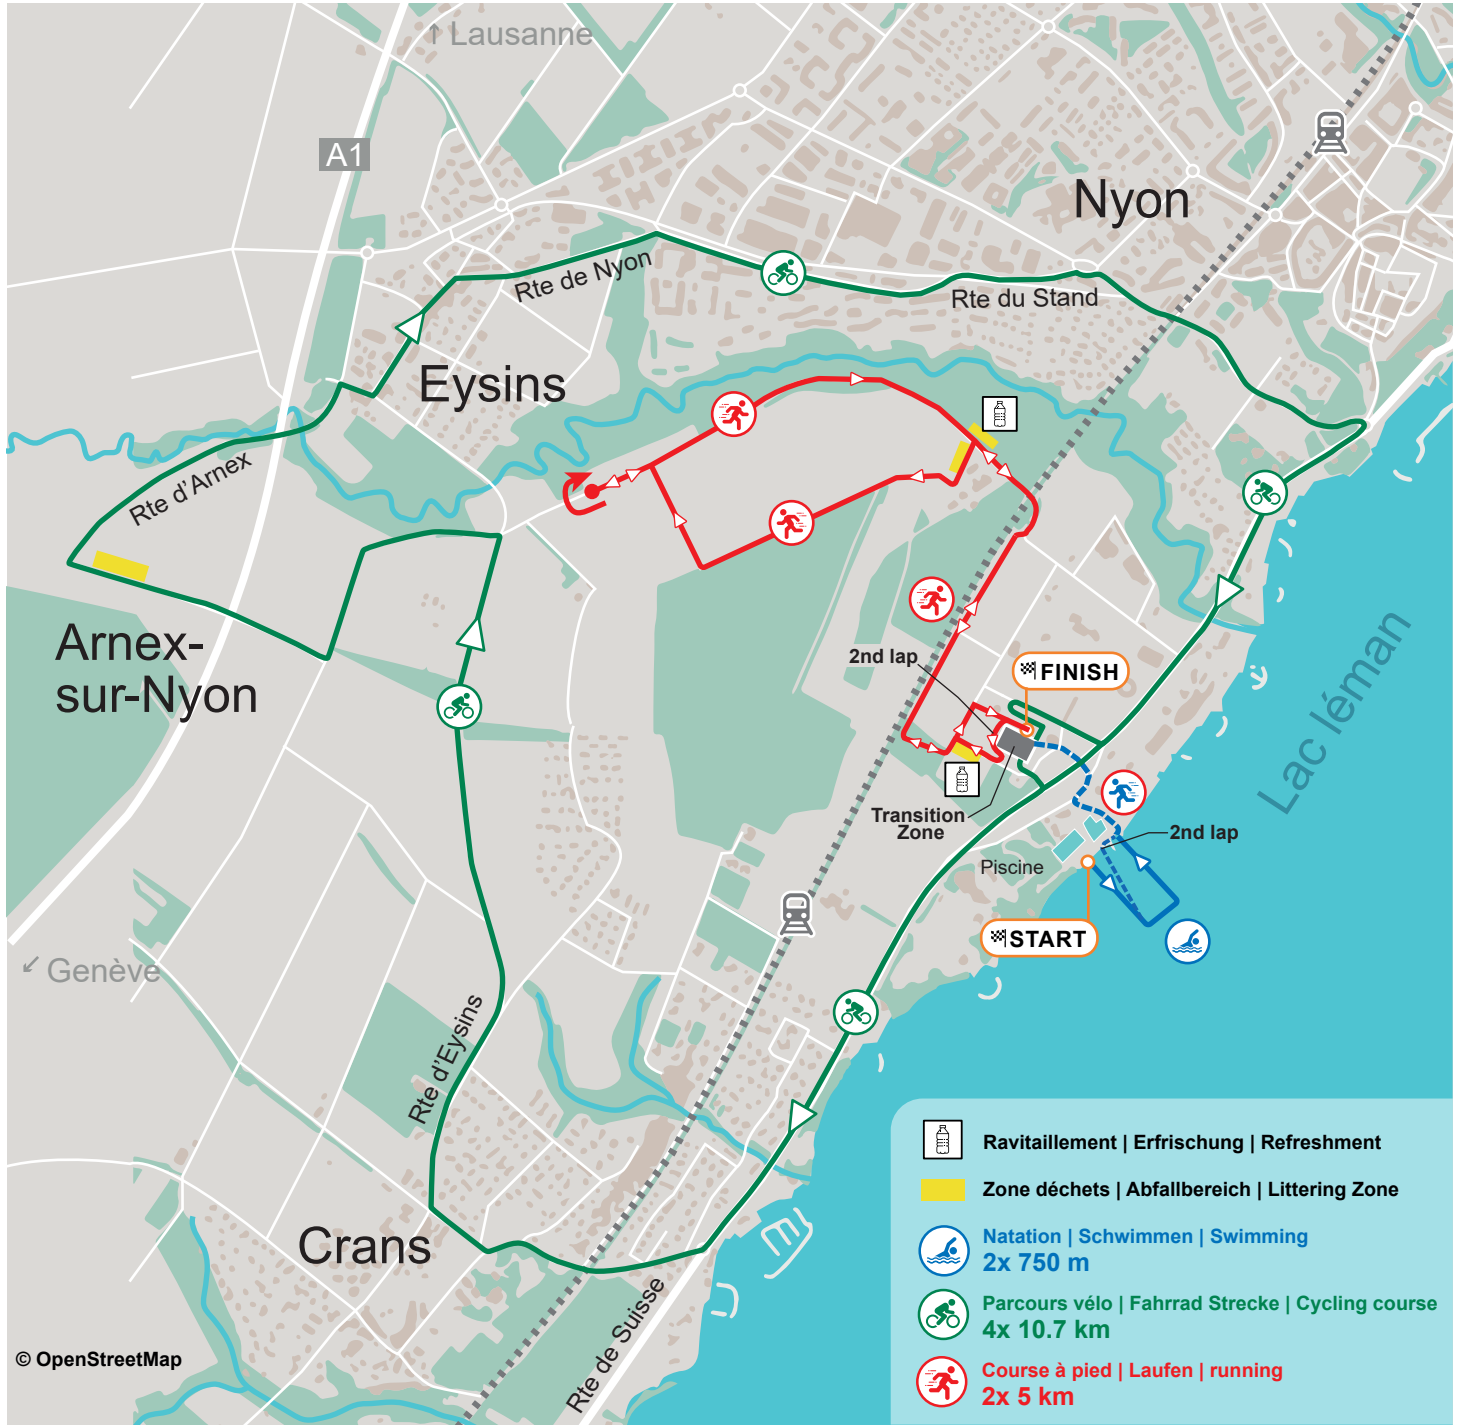 ↑ Lausanne
A1
Nyon
Rte de Nyon
Rte du Stand
Eysins
Rte d'Arnex
Arnex-
sur-Nyon
2nd lap
FINISH
Lac léman
Transition
Zone
2nd lap
Piscine
START
↙ Genève
Rte d'Eysins
Crans
Rte de Suisse
Ravitaillement | Erfrischung | Refreshment
Zone déchets | Abfallbereich | Littering Zone
Natation | Schwimmen | Swimming
2x 750 m
Parcours vélo | Fahrrad Strecke | Cycling course
4x 10.7 km
Course à pied | Laufen | running
2x 5 km
© OpenStreetMap